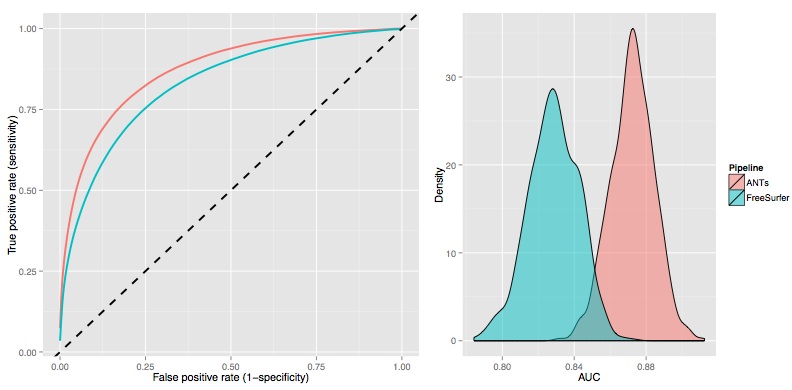 1.00
0.75
0.50
0.25
0.00
True positive rate (sensitivity)
0.00 0.25 0.50 0.75 1.00
False positive rate (1−specificity)
30
20
10
0
Density
0.80 0.84 0.88
AUC
Pipeline
ANTs
FreeSurfer